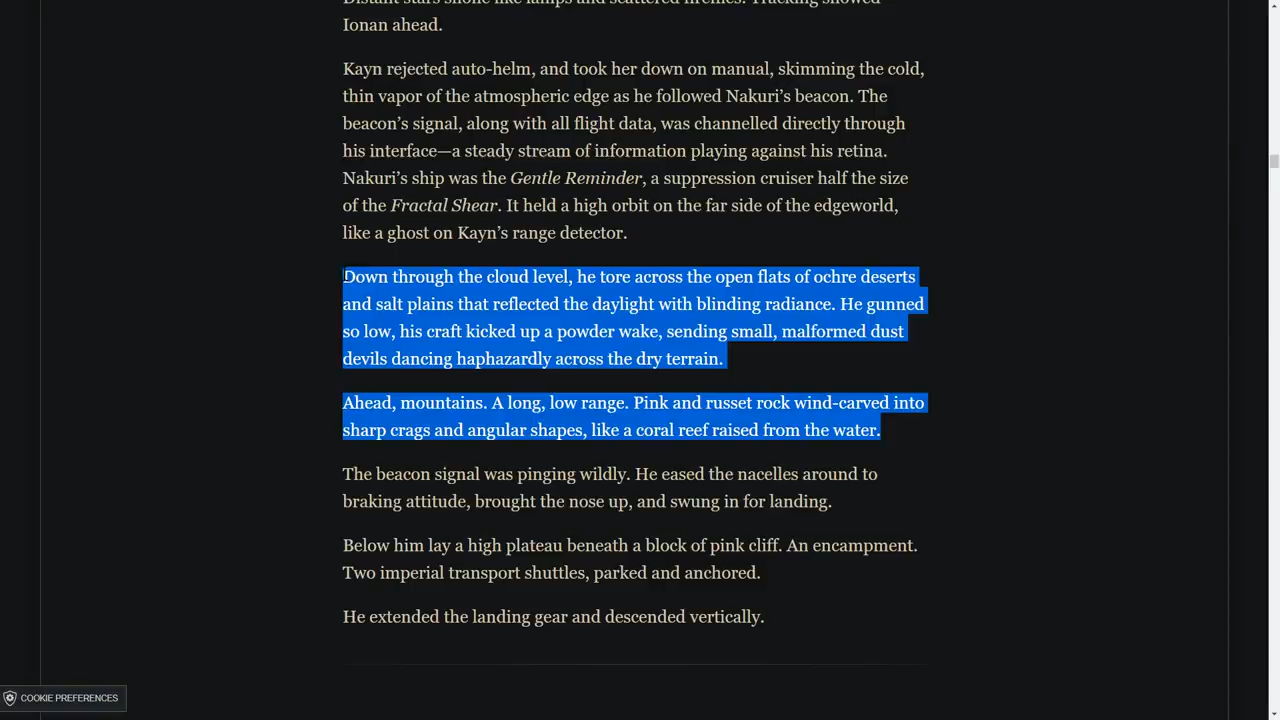 Distant stars shone like lamps and scattered fireflies. Tracking showed
Ionan ahead.
Kayn rejected auto-helm, and took her down on manual, skimming the cold,
thin vapor of the atmospheric edge as he followed Nakuri’s beacon. The
beacon’s signal, along with all flight data, was channelled directly through
his interface—a steady stream of information playing against his retina.
Nakuri’s ship was the Gentle Reminder, a suppression cruiser half the size
of the Fractal Shear. It held a high orbit on the far side of the edgeworld,
like a ghost on Kayn’s range detector.
Down through the cloud level, he tore across the open flats of ochre deserts
and salt plains that reflected the daylight with blinding radiance. He gunned
so low, his craft kicked up a powder wake, sending small, malformed dust
devils dancing haphazardly across the dry terrain.
Ahead, mountains. A long, low range. Pink and russet rock wind-carved into
sharp crags and angular shapes, like a coral reef raised from the water.
The beacon signal was pinging wildly. He eased the nacelles around to
braking attitude, brought the nose up, and swung in for landing.
Below him lay a high plateau beneath a block of pink cliff. An encampment.
Two imperial transport shuttles, parked and anchored.
He extended the landing gear and descended vertically.
COOKIE PREFERENCES